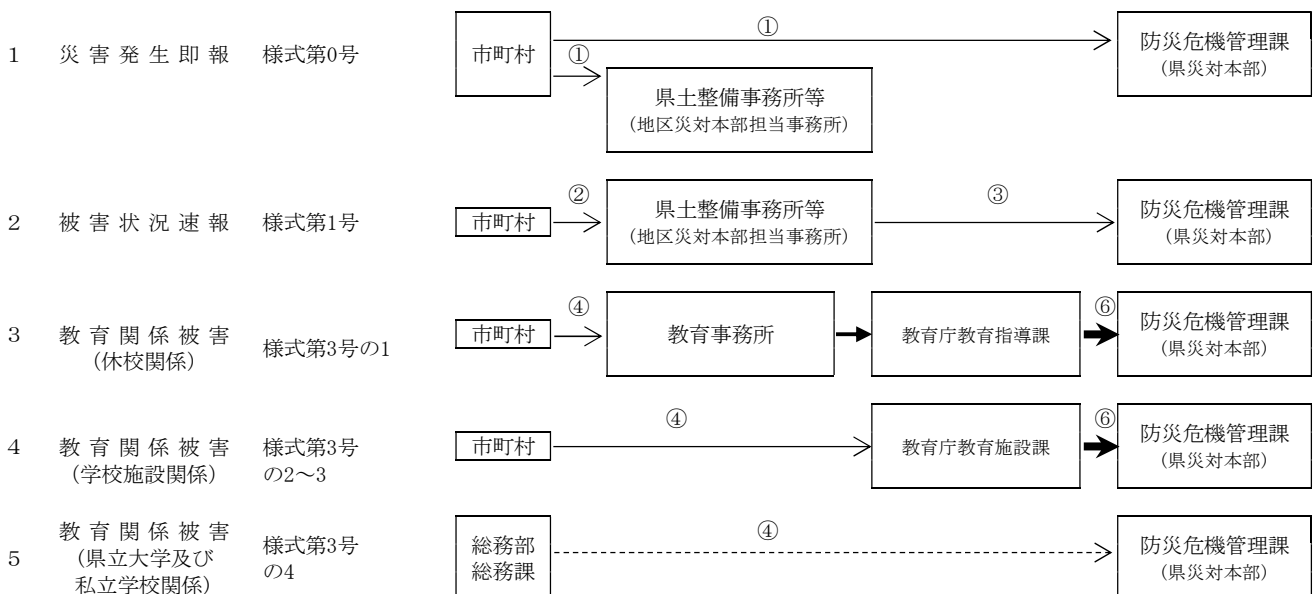 ①
1 災害発生即報 様式第0号 市町村 ① 防災危機管理課
(県災対本部)
県土整備事務所等
(地区災対本部担当事務所)
② ③
2 被害状況速報 様式第1号 市町村 県土整備事務所等 防災危機管理課
(地区災対本部担当事務所) (県災対本部)
④ ⑥
3 教育関係被害 様式第3号の1 市町村 教育事務所 教育庁教育指導課 防災危機管理課
(休校関係) (県災対本部)
④ ⑥
4 教育関係被害 様式第3号 市町村 教育庁教育施設課 防災危機管理課
(学校施設関係) の2～3 (県災対本部)
④
教育関係被害 様式第3号 総務部 防災危機管理課
5 (県立大学及び の4 総務課 (県災対本部)
私立学校関係)